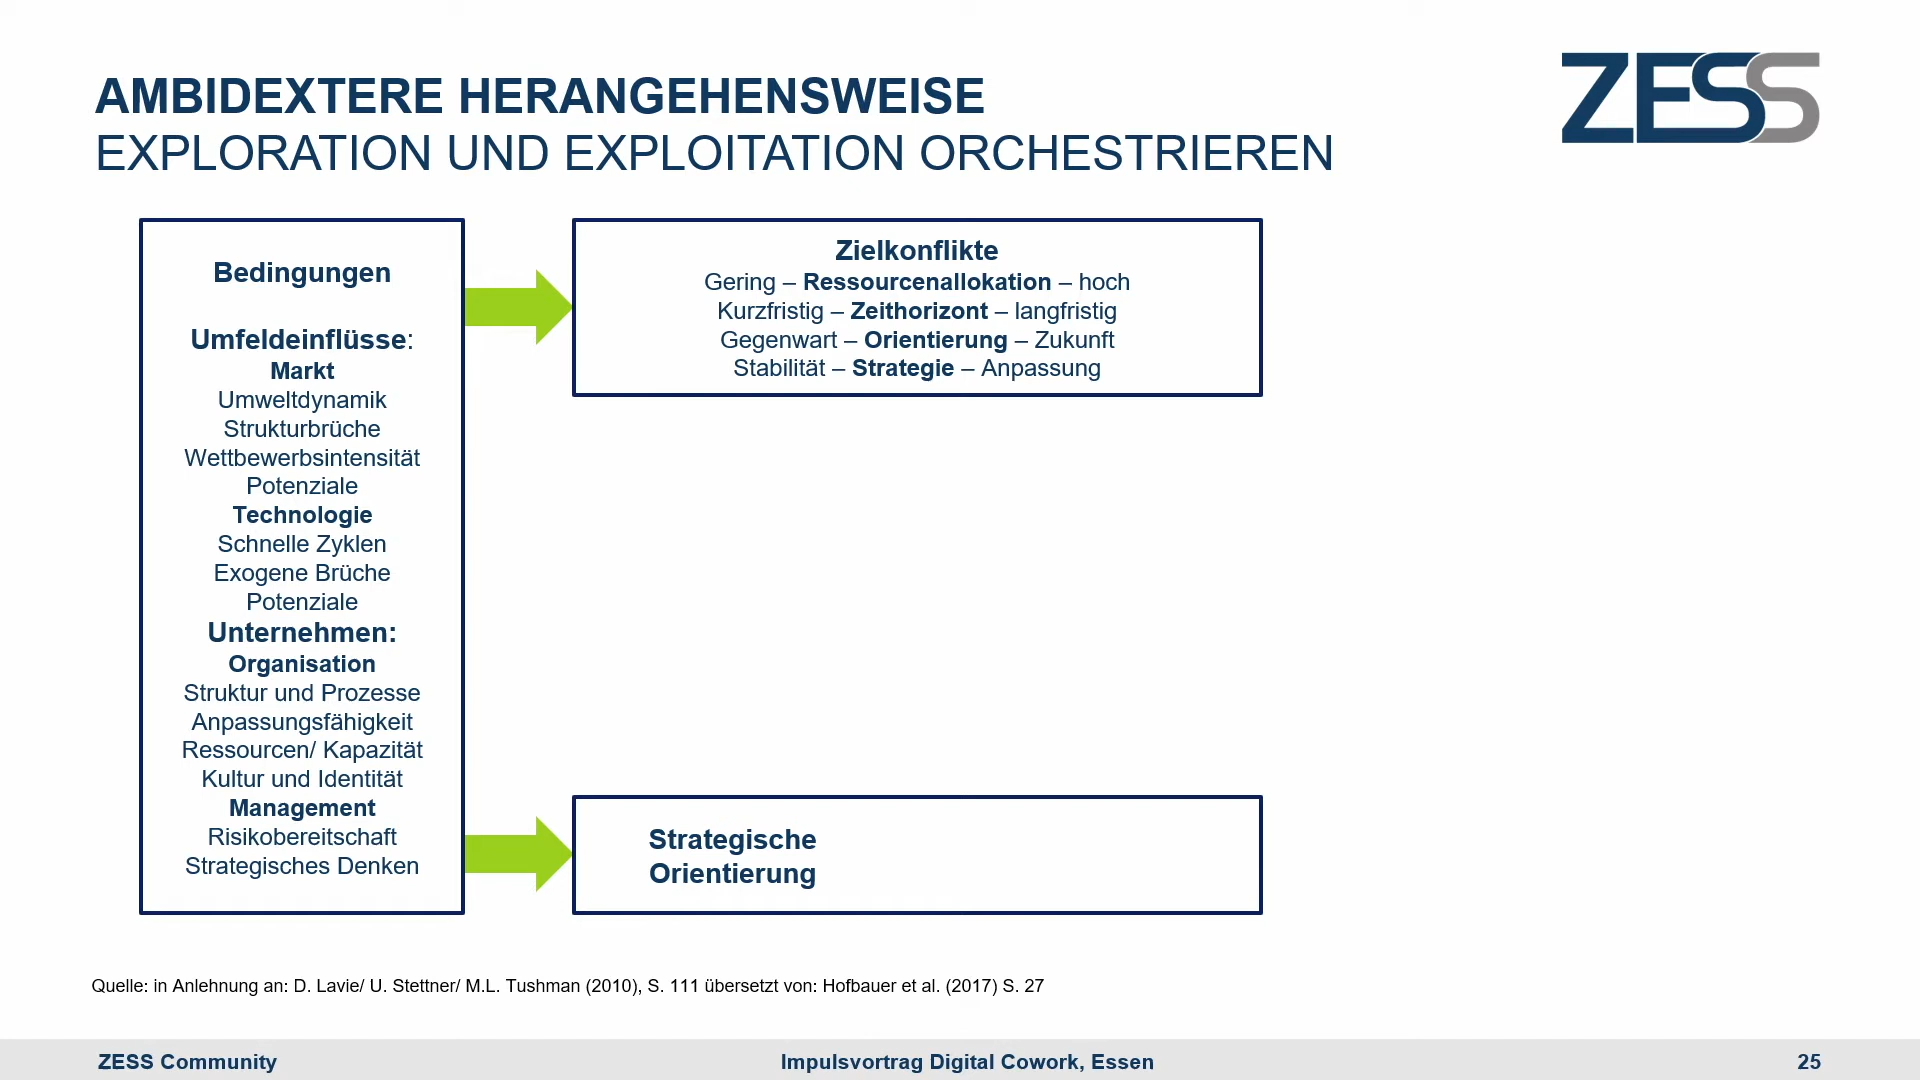 AMBIDEXTERE HERANGEHENSWEISE
EXPLORATION UND EXPLOITATION ORCHESTRIEREN
ZESS
Bedingungen
Umfeldeinflüsse:
Markt
Umweltdynamik
Strukturbrüche
Wettbewerbsintensität
Potenziale
Technologie
Schnelle Zyklen
Exogene Brüche
Potenziale
Unternehmen:
Organisation
Struktur und Prozesse
Anpassungsfähigkeit
Ressourcen/ Kapazität
Kultur und Identität
Management
Risikobereitschaft
Strategisches Denken
Zielkonflikte
Gering – Ressourcenallokation – hoch
Kurzfristig – Zeithorizont – langfristig
Gegenwart – Orientierung – Zukunft
Stabilität – Strategie – Anpassung
Strategische
Orientierung
Quelle: in Anlehnung an: D. Lavie/ U. Stettner/ M.L. Tushman (2010), S. 111 übersetzt von: Hofbauer et al. (2017) S. 27
ZESS Community
Impulsvortrag Digital Cowork, Essen
25